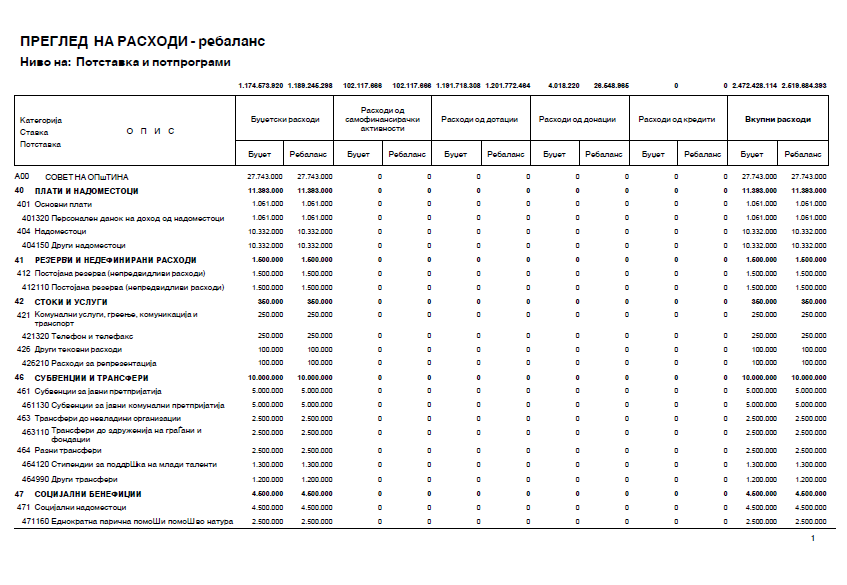 ПРЕГЛЕД НА РАСХОДИ - ребаланс
Ниво на: Потставка и потпрограми
1.174.573.920 1.189.245.298 102.117.666 102.117.666 1.191.718.308 1.201.772.464 4.018.220 26.548.965 0 0 2.472.428.114 2.519.684.393
Категорија
Ставка
Потставка
О П И С
Буџетски расходи
Расходи од
самофинансирачки
активности
Расходи од дотации
Расходи од донации
Расходи од кредити
Вкупни расходи
Буџет Ребаланс Буџет Ребаланс Буџет Ребаланс Буџет Ребаланс Буџет Ребаланс Буџет Ребаланс
A00 СОВЕТ НА ОПшТИНА 27.743.000 27.743.000 0 0 0 0 0 0 0 0 27.743.000 27.743.000
40 ПЛАТИ И НАДОМЕСТОЦИ 11.393.000 11.393.000 0 0 0 0 0 0 0 0 11.393.000 11.393.000
401 Основни плати 1.061.000 1.061.000 0 0 0 0 0 0 0 0 1.061.000 1.061.000
401320 Персонален данок на доход од надоместоци 1.061.000 1.061.000 0 0 0 0 0 0 0 0 1.061.000 1.061.000
404 Надоместоци 10.332.000 10.332.000 0 0 0 0 0 0 0 0 10.332.000 10.332.000
404150 Други надоместоци 10.332.000 10.332.000 0 0 0 0 0 0 0 0 10.332.000 10.332.000
41 РЕЗЕРВИ И НЕДЕФИНИРАНИ РАСХОДИ 1.500.000 1.500.000 0 0 0 0 0 0 0 0 1.500.000 1.500.000
412 Постојана резерва (непредвидливи расходи) 1.500.000 1.500.000 0 0 0 0 0 0 0 0 1.500.000 1.500.000
412110 Постојана резерва (непредвидливи расходи) 1.500.000 1.500.000 0 0 0 0 0 0 0 0 1.500.000 1.500.000
42 СТОКИ И УСЛУГИ 350.000 350.000 0 0 0 0 0 0 0 0 350.000 350.000
421 Комунални услуги, греење, комуникација и
транспорт 250.000 250.000 0 0 0 0 0 0 0 0 250.000 250.000
421320 Телефон и телефакс 250.000 250.000 0 0 0 0 0 0 0 0 250.000 250.000
426 Други тековни расходи 100.000 100.000 0 0 0 0 0 0 0 0 100.000 100.000
426210 Расходи за репрезентација 100.000 100.000 0 0 0 0 0 0 0 0 100.000 100.000
46 СУБВЕНЦИИ И ТРАНСФЕРИ 10.000.000 10.000.000 0 0 0 0 0 0 0 0 10.000.000 10.000.000
461 Субвенции за јавни претпријатија 5.000.000 5.000.000 0 0 0 0 0 0 0 0 5.000.000 5.000.000
461130 Субвенции за јавни комунални претпријатија 5.000.000 5.000.000 0 0 0 0 0 0 0 0 5.000.000 5.000.000
463 Трансфери до невладини организации 2.500.000 2.500.000 0 0 0 0 0 0 0 0 2.500.000 2.500.000
463110 Трансфери до здруженија на граЃани и
фондации 2.500.000 2.500.000 0 0 0 0 0 0 0 0 2.500.000 2.500.000
464 Разни трансфери 2.500.000 2.500.000 0 0 0 0 0 0 0 0 2.500.000 2.500.000
464120 Стипендии за поддрШка на млади таленти 1.300.000 1.300.000 0 0 0 0 0 0 0 0 1.300.000 1.300.000
464990 Други трансфери 1.200.000 1.200.000 0 0 0 0 0 0 0 0 1.200.000 1.200.000
47 СОЦИЈАЛНИ БЕНЕФИЦИИ 4.500.000 4.500.000 0 0 0 0 0 0 0 0 4.500.000 4.500.000
471 Социјални надоместоци 4.500.000 4.500.000 0 0 0 0 0 0 0 0 4.500.000 4.500.000
471160 Еднократна парична помоШи помоШво натура 2.500.000 2.500.000 0 0 0 0 0 0 0 0 2.500.000 2.500.000
1